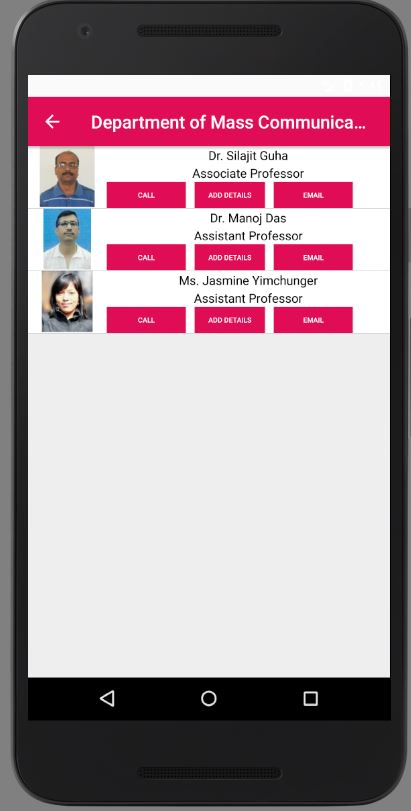 Department of Mass Communica...
Dr. Silajit Guha
Associate Professor
CALL ADD DETAILS EMAIL
Dr. Manoj Das
Assistant Professor
CALL ADD DETAILS EMAIL
Ms. Jasmine Yimchunger
Assistant Professor
CALL ADD DETAILS EMAIL